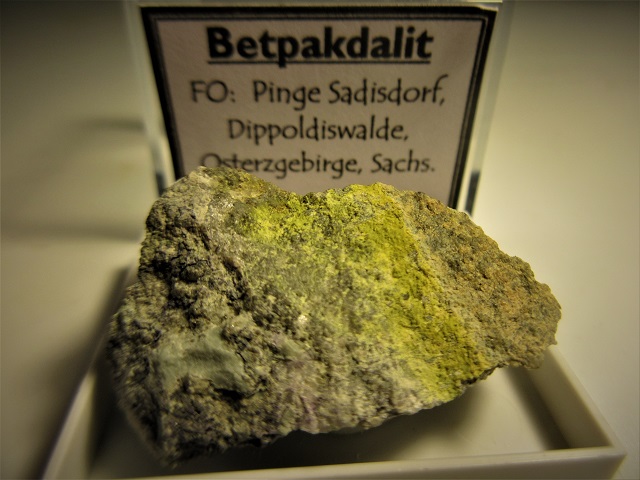 Betpakdalit
FO: Pinge Sadisdorf,
Dippoldiswalde,
Osterzgebirge, Sachs.